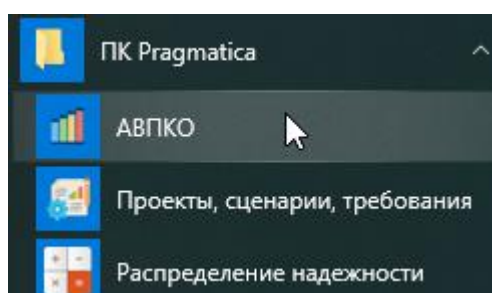 ПК Pragmatica
АВПКО
Проекты, сценарии, требования
Распределение надежности